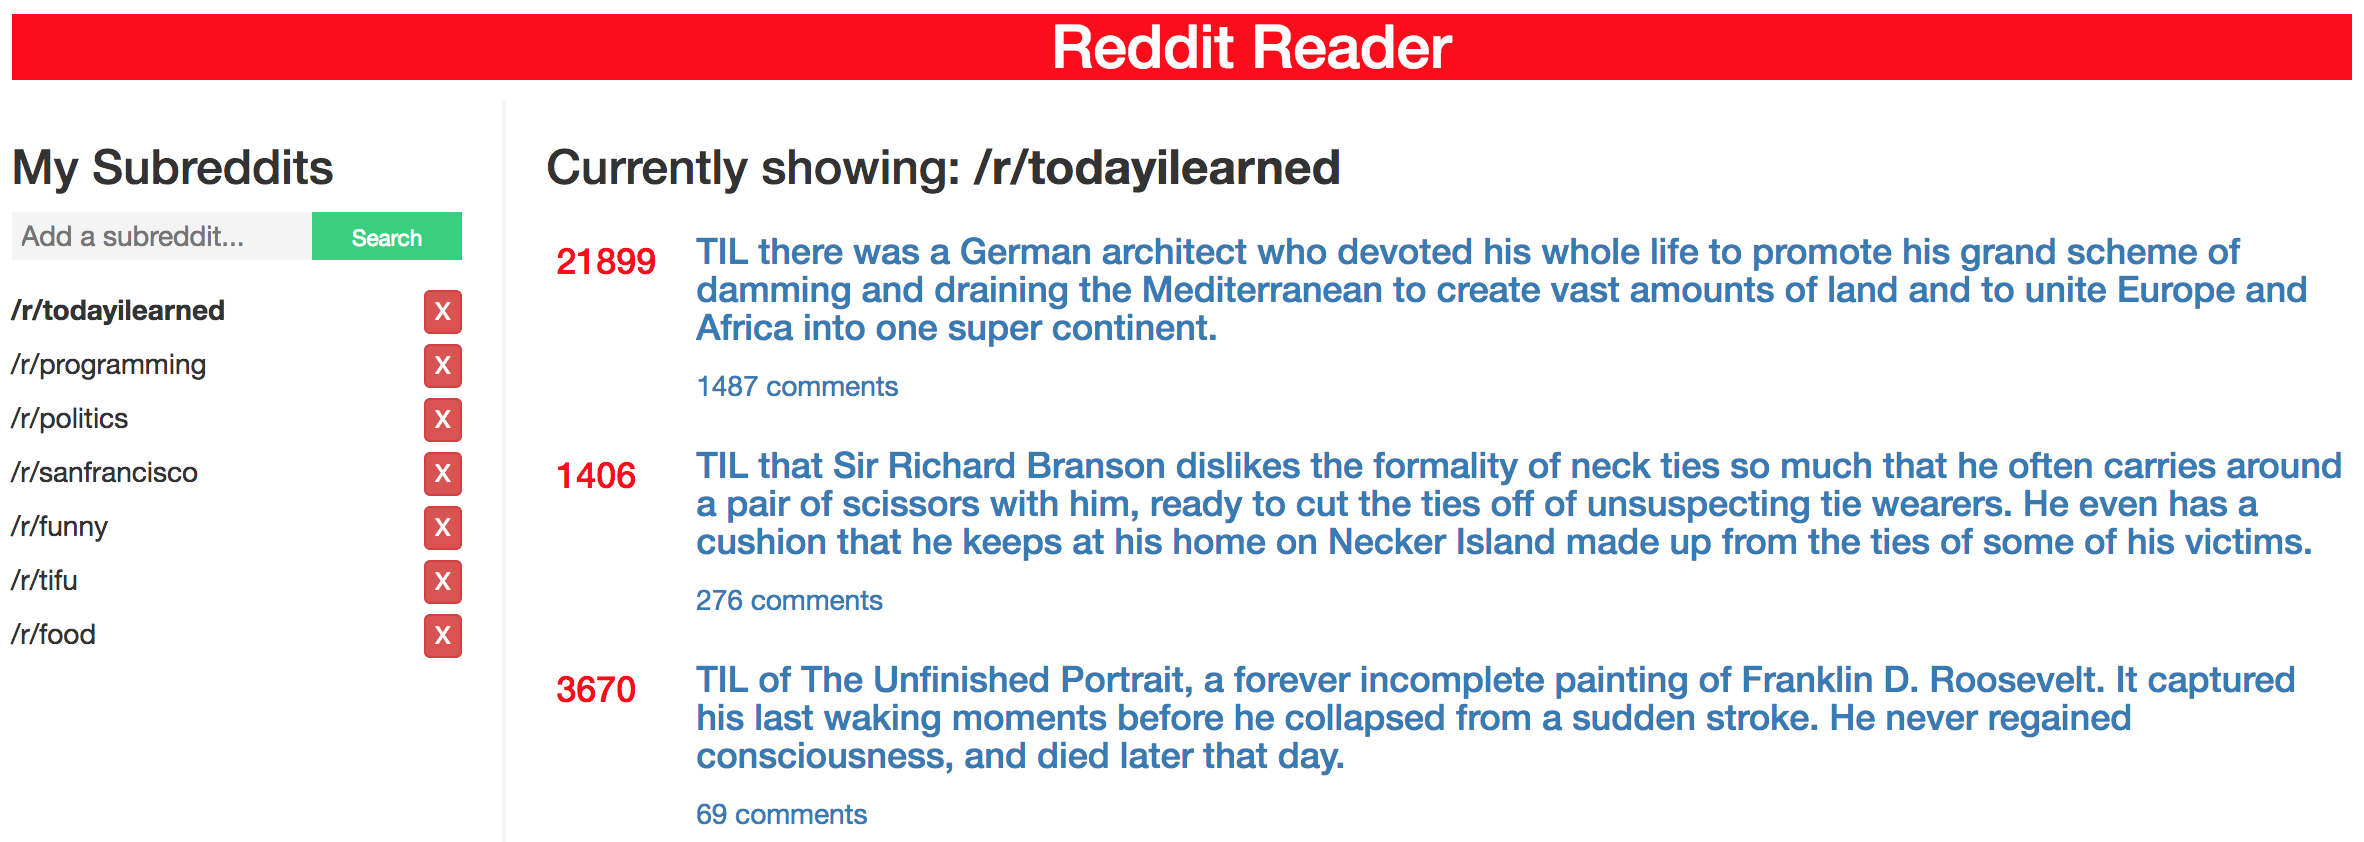 Reddit Reader
My Subreddits
Add a subreddit...
Search
/r/todayilearned
X
/r/programming
X
/r/politics
X
/r/sanfrancisco
X
/r/funny
X
/r/tifu
X
/r/food
X
Currently showing: /r/todayilearned
21899
TIL there was a German architect who devoted his whole life to promote his grand scheme of
damming and draining the Mediterranean to create vast amounts of land and to unite Europe and
Africa into one super continent.
1487 comments
1406
TIL that Sir Richard Branson dislikes the formality of neck ties so much that he often carries around
a pair of scissors with him, ready to cut the ties off of unsuspecting tie wearers. He even has a
cushion that he keeps at his home on Necker Island made up from the ties of some of his victims.
276 comments
3670
TIL of The Unfinished Portrait, a forever incomplete painting of Franklin D. Roosevelt. It captured
his last waking moments before he collapsed from a sudden stroke. He never regained
consciousness, and died later that day.
69 comments